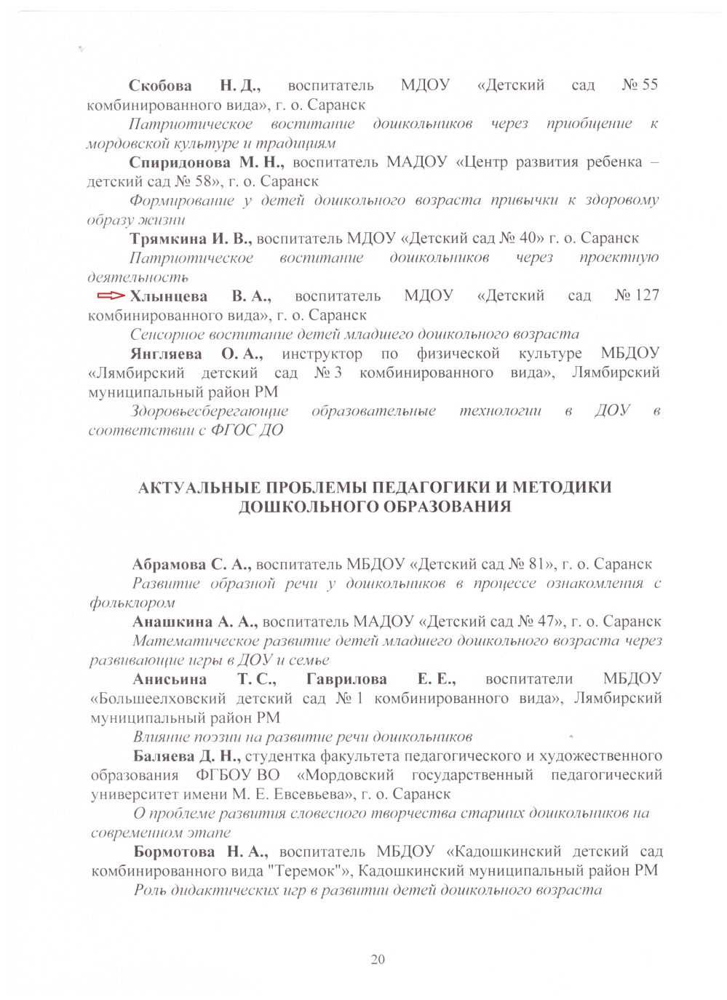 Скобова Н. Д., воспитатель МДОУ «Детский сад № 55
комбинированного вида», г. о. Саранск
Патриотическое воспитание дошкольников через приобщение к
мордовской культуре и традициям
Спиридонова М. Н., воспитатель МАДОУ «Центр развития ребенка –
детский сад № 58», г. о. Саранск
Формирование у детей дошкольного возраста привычки к здоровому
образу жизни
Трямкина И. В., воспитатель МДОУ «Детский сад № 40» г. о. Саранск
Патриотическое воспитание дошкольников через проектную
деятельность
Хлынцева В. А., воспитатель МДОУ «Детский сад № 127
комбинированного вида», г. о. Саранск
Сенсорное воспитание детей младшего дошкольного возраста
Янгляева О. А., инструктор по физической культуре МБДОУ
«Лямбирский детский сад № 3 комбинированного вида», Лямбирский
муниципальный район РМ
Здоровьесберегающие образовательные технологии в ДОУ в
соответствии с ФГОС ДО
АКТУАЛЬНЫЕ ПРОБЛЕМЫ ПЕДАГОГИКИ И МЕТОДИКИ
ДОШКОЛЬНОГО ОБРАЗОВАНИЯ
Абрамова С. А., воспитатель МБДОУ «Детский сад № 81», г. о. Саранск
Развитие образной речи у дошкольников в процессе ознакомления с
фольклором
Анашкина А. А., воспитатель МАДОУ «Детский сад № 47», г. о. Саранск
Математическое развитие детей младшего дошкольного возраста через
развивающие игры в ДОУ и семье
Анисьина Т. С., Гаврилова Е. Е., воспитатели МБДОУ
«Большеелховский детский сад № 1 комбинированного вида», Лямбирский
муниципальный район РМ
Влияние поэзии на развитие речи дошкольников
Баляева Д. Н., студентка факультета педагогического и художественного
образования ФГБОУ ВО «Мордовский государственный педагогический
университет имени М. Е. Евсевьева», г. о. Саранск
О проблеме развития словесного творчества старших дошкольников на
современном этапе
Бормотова Н. А., воспитатель МБДОУ «Кадошкинский детский сад
комбинированного вида "Теремок"», Кадошкинский муниципальный район РМ
Роль дидактических игр в развитии детей дошкольного возраста
20